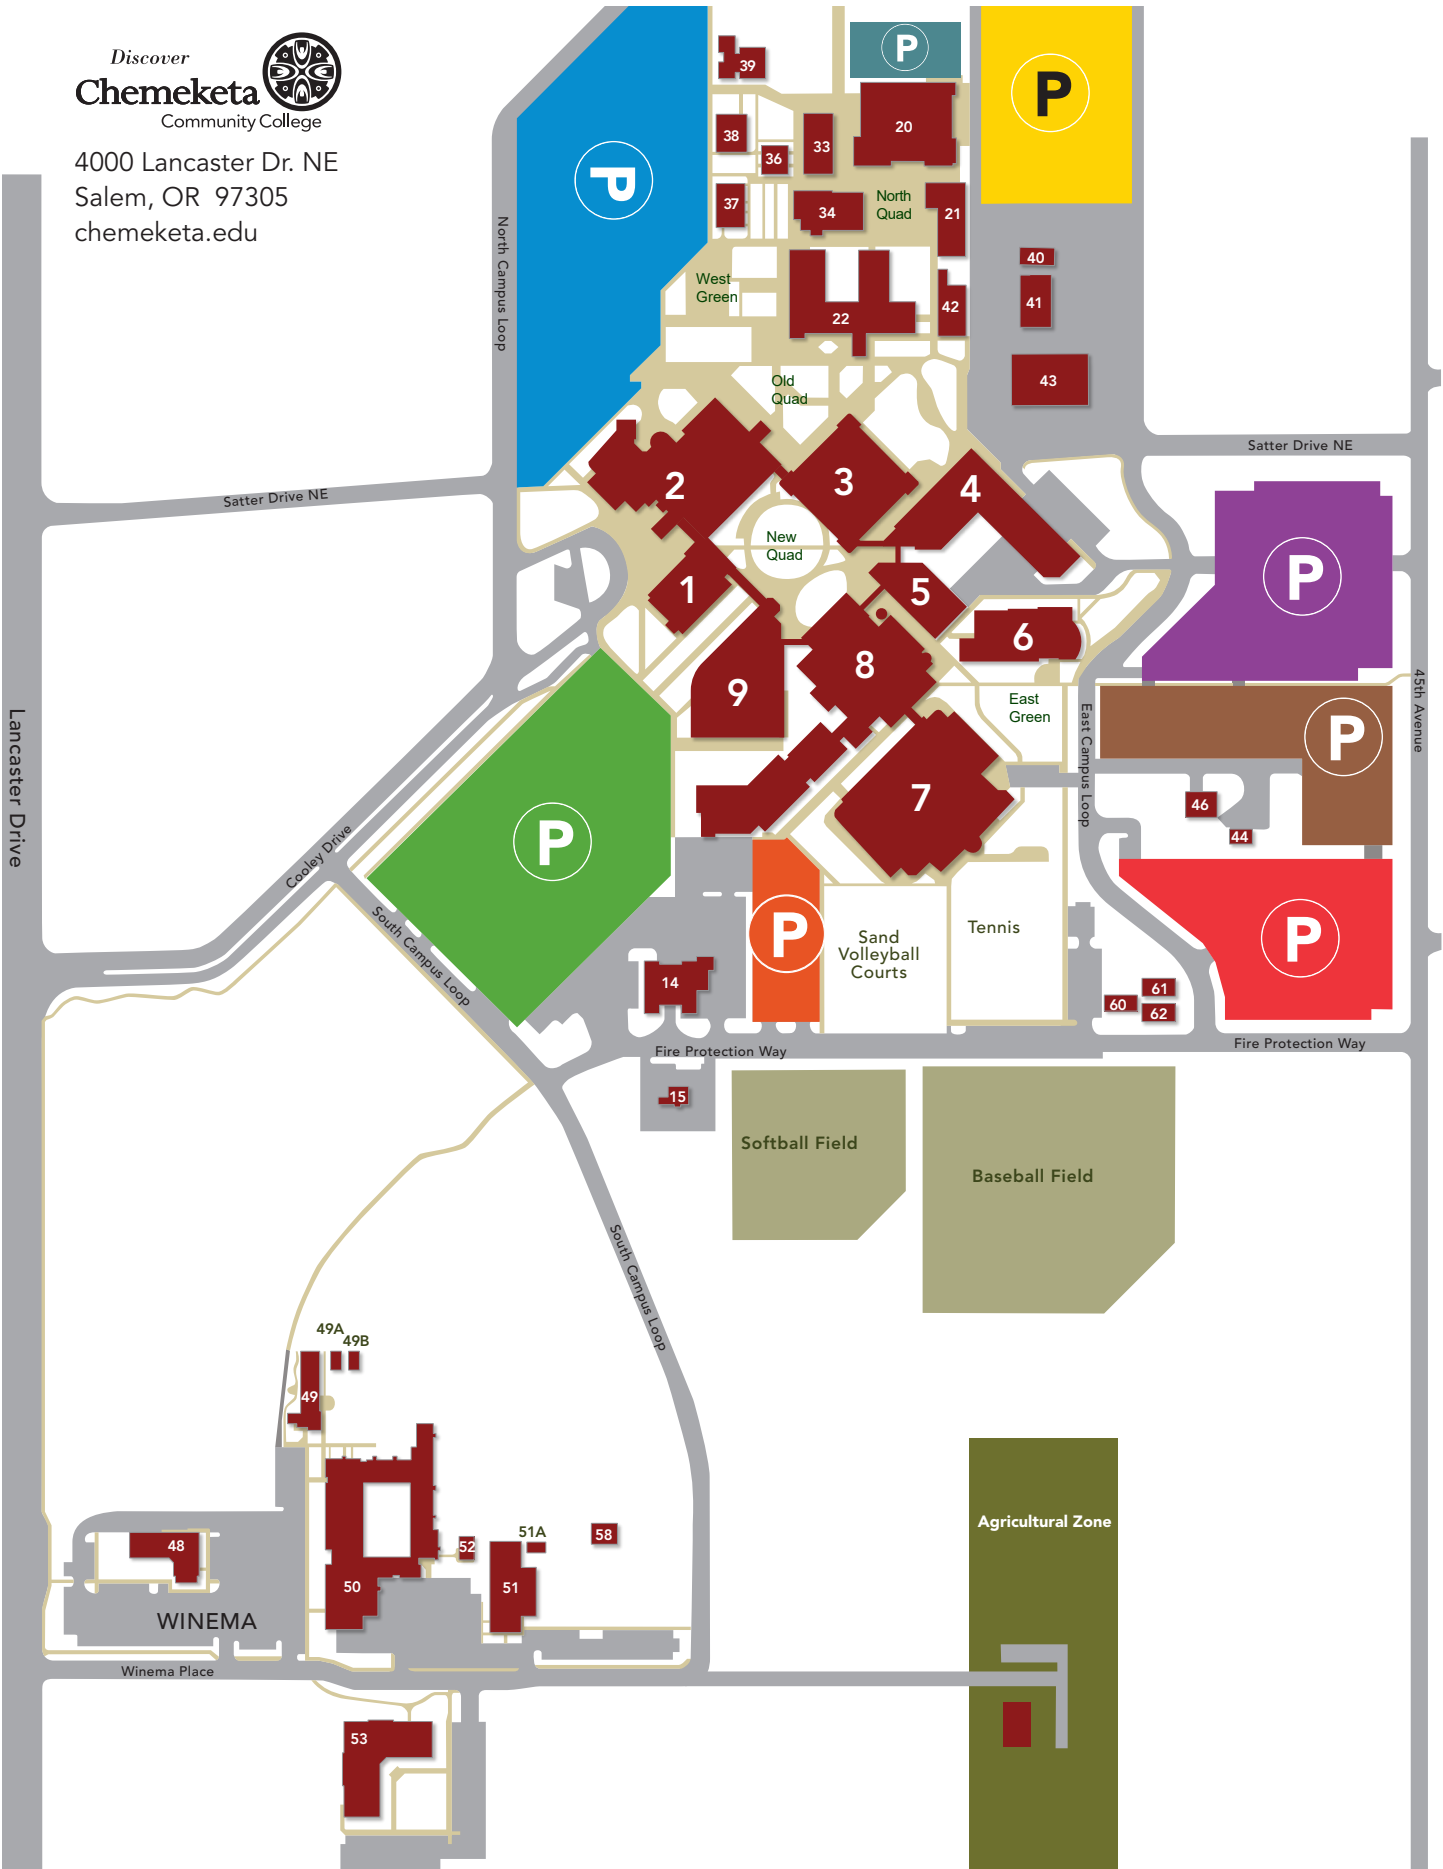 Discover
Chemeketa
Community College
4000 Lancaster Dr. NE
Salem, OR 97305
chemeketa.edu
P
P
P
39
38
36
33
20
37
34
North
Quad
21
North Campus Loop
West
Green
40
41
42
22
43
Old
Quad
Satter Drive NE
Satter Drive NE
2
3
4
New
Quad
P
1
5
6
8
9
East
Green
45th Avenue
East Campus Loop
P
Lancaster Drive
7
46
44
P
Cooley Drive
South Campus Loop
P
Sand
Volleyball
Courts
Tennis
P
14
61
60
62
Fire Protection Way
Fire Protection Way
15
Softball Field
Baseball Field
South Campus Loop
49A
49B
49
Agricultural Zone
48
52
51A
58
50
51
WINEMA
Winema Place
53